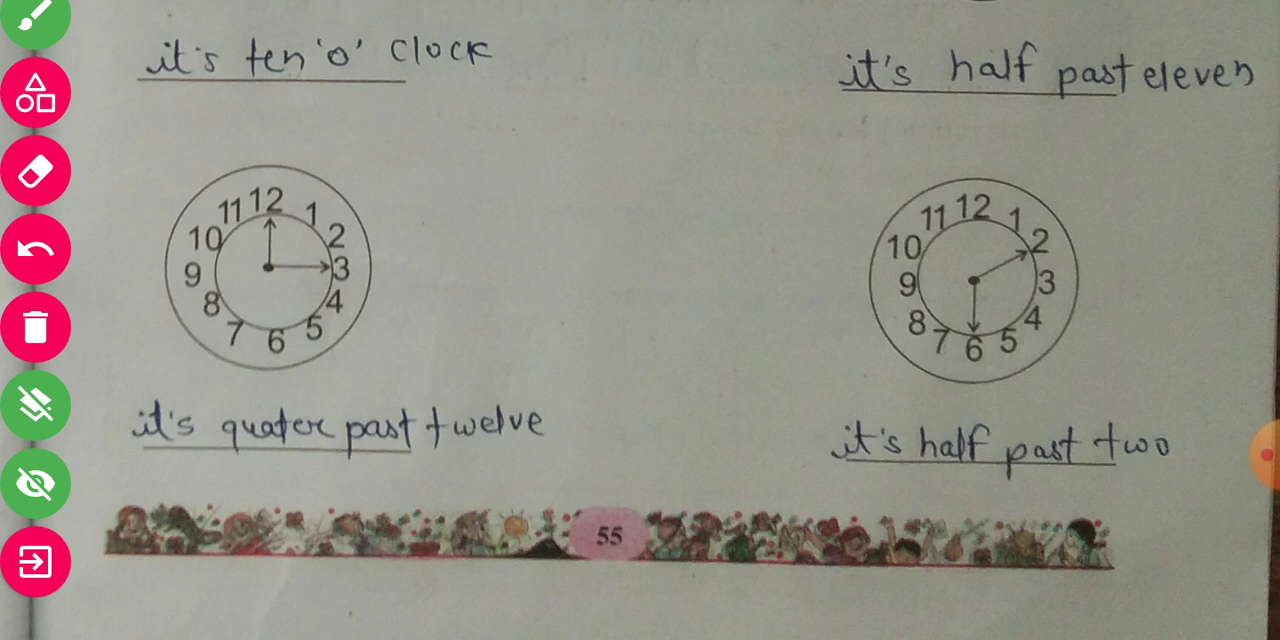 it's ten 'o' clock
it's half past eleven
11 12 1
10 2
9 3
8 4
7 6 5
11 12 1
10 2
9 3
8 4
7 6 5
it's quater past twelve
it's half past two
55